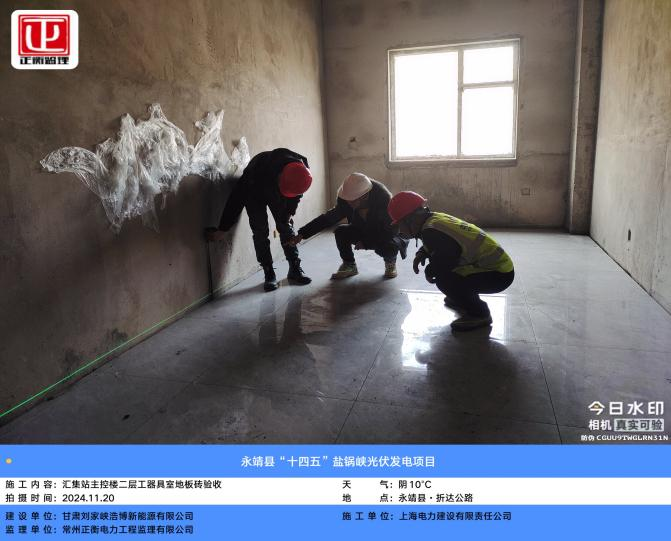 正衡监理
今日水印
相机 真实可验
防伪 CGUU9TWGLRN31N
永靖县“十四五”盐锅峡光伏发电项目
施工内容：汇集站主控楼二层工器具室地板砖验收
天 气：阴10℃
拍摄时间：2024.11.20
地 点：永靖县·折达公路
建设单位：甘肃刘家峡浩博新能源有限公司
施工单位：上海电力建设有限责任公司
监理单位：常州正衡电力工程监理有限公司